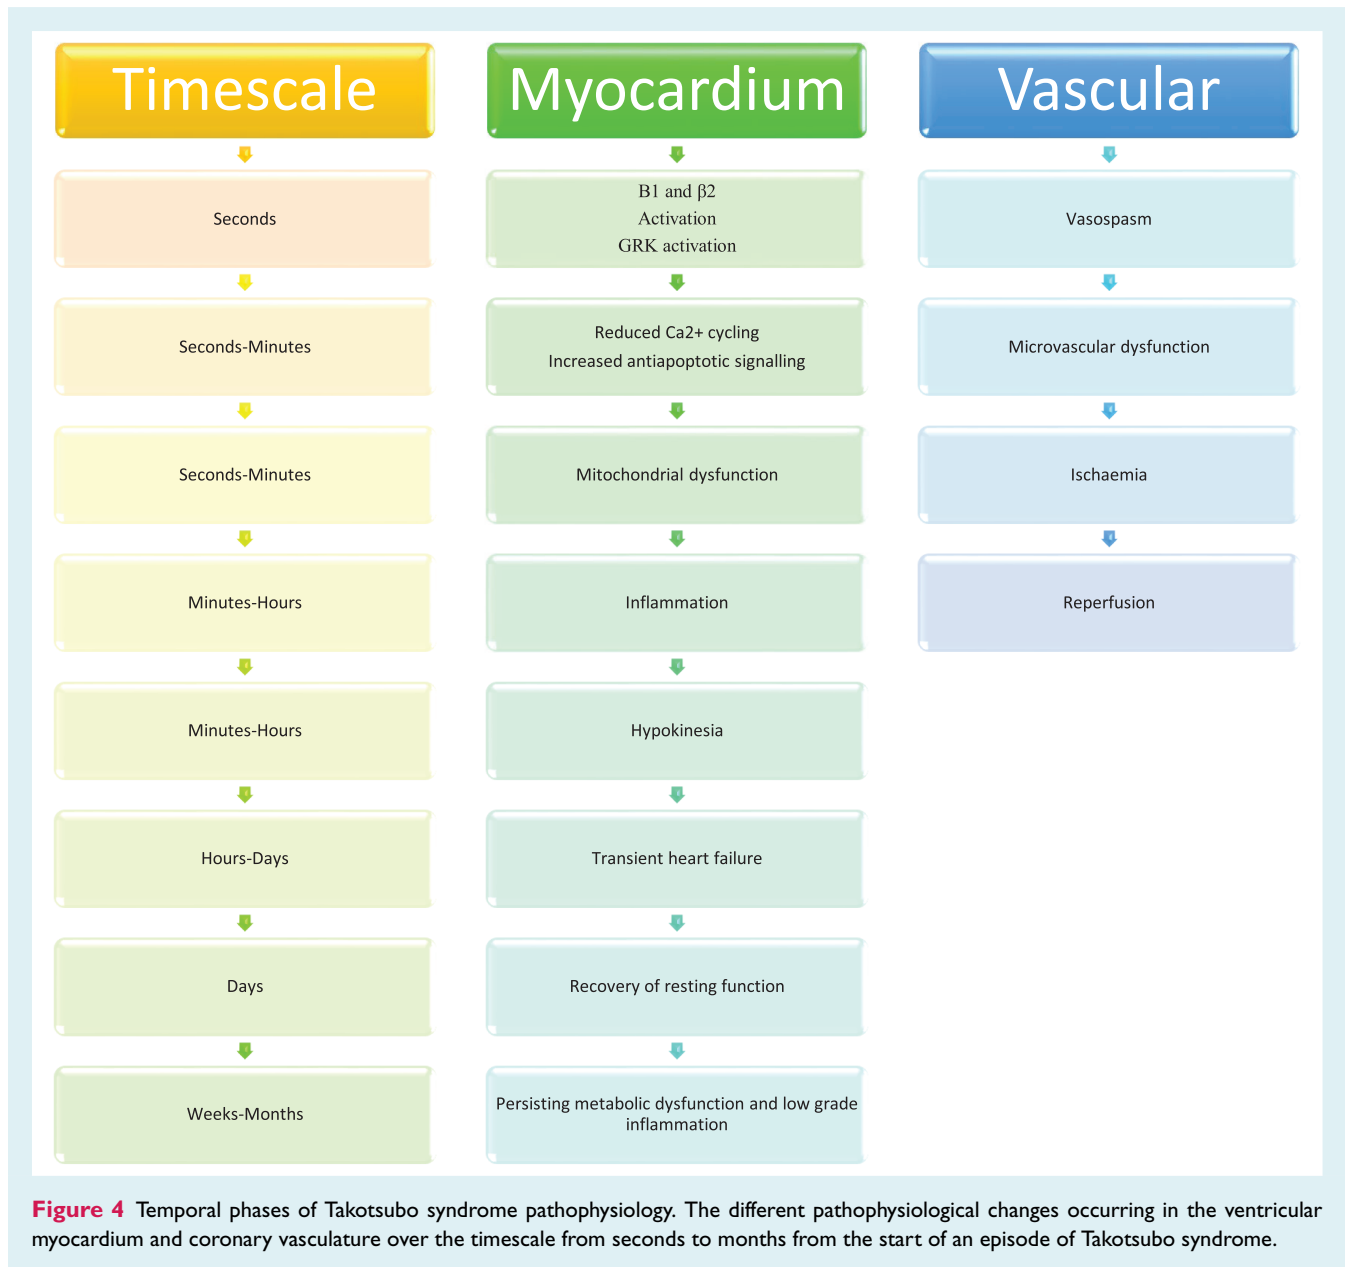 Timescale
Myocardium
Vascular
Seconds
B1 and β2
Activation
GRK activation
Vasospasm
Seconds-Minutes
Reduced Ca2+ cycling
Increased antiapoptotic signalling
Microvascular dysfunction
Seconds-Minutes
Mitochondrial dysfunction
Ischaemia
Minutes-Hours
Inflammation
Reperfusion
Minutes-Hours
Hypokinesia
Hours-Days
Transient heart failure
Days
Recovery of resting function
Weeks-Months
Persisting metabolic dysfunction and low grade
inflammation
Figure 4 Temporal phases of Takotsubo syndrome pathophysiology. The different pathophysiological changes occurring in the ventricular
myocardium and coronary vasculature over the timescale from seconds to months from the start of an episode of Takotsubo syndrome.